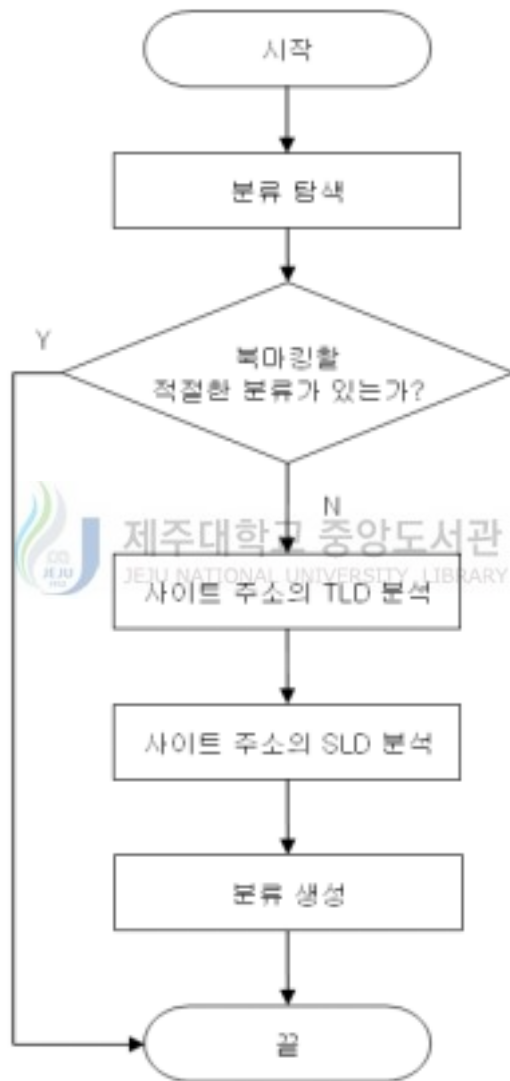 시작
분류 탐색
북마킹할
적절한 분류가 있는가?
Y
N
제주대학교 중앙도서관
JEJU NATIONAL UNIVERSITY LIBRARY
JEJU
1952
사이트 주소의 TLD 분석
사이트 주소의 SLD 분석
분류 생성
끝